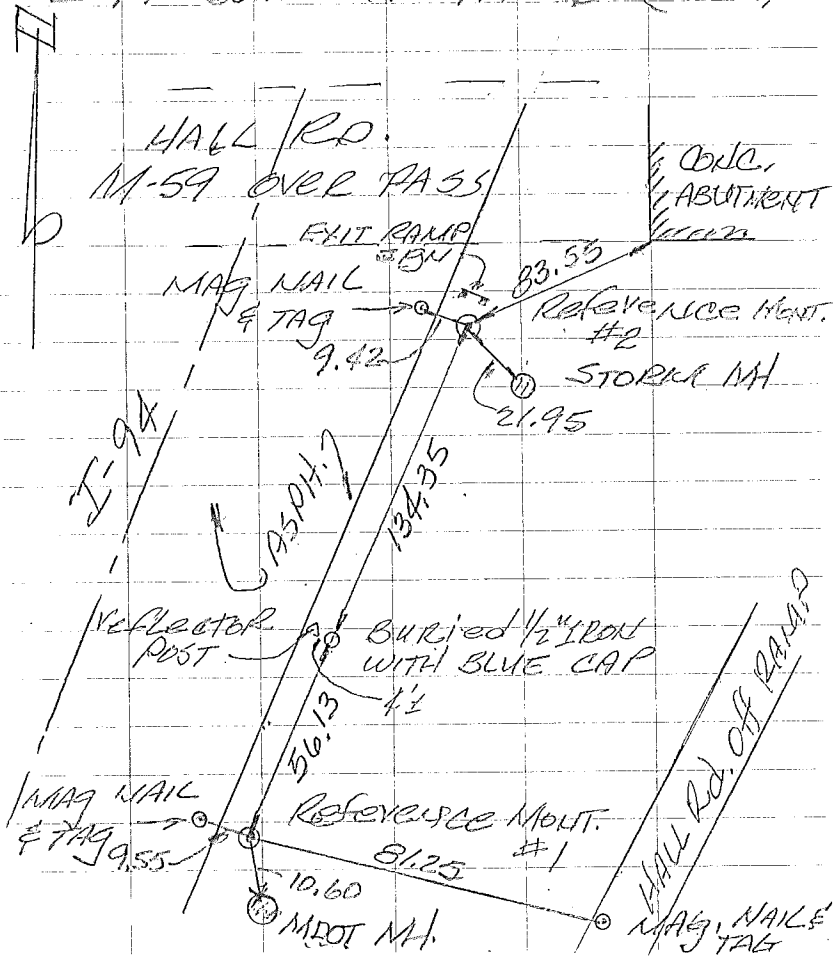 HALL RD.
M-59 OVER PASS
CONC.
ABUTMENT
EXIT RAMP
SIGN
83.55
MAG NAIL
& TAG
9.42
Reference MONT.
#2
STORM MH
21.95
I-94
ASPH.
134.35
reflector
POST
BURied 1/2" IRON
WITH BLUE CAP
56.13
MAG NAIL
& TAG
9.55
Reference MONT.
#1
81.25
10.60
MDOT MH.
HALL Rd. Off RAMP
MAG. NAIL &
TAG